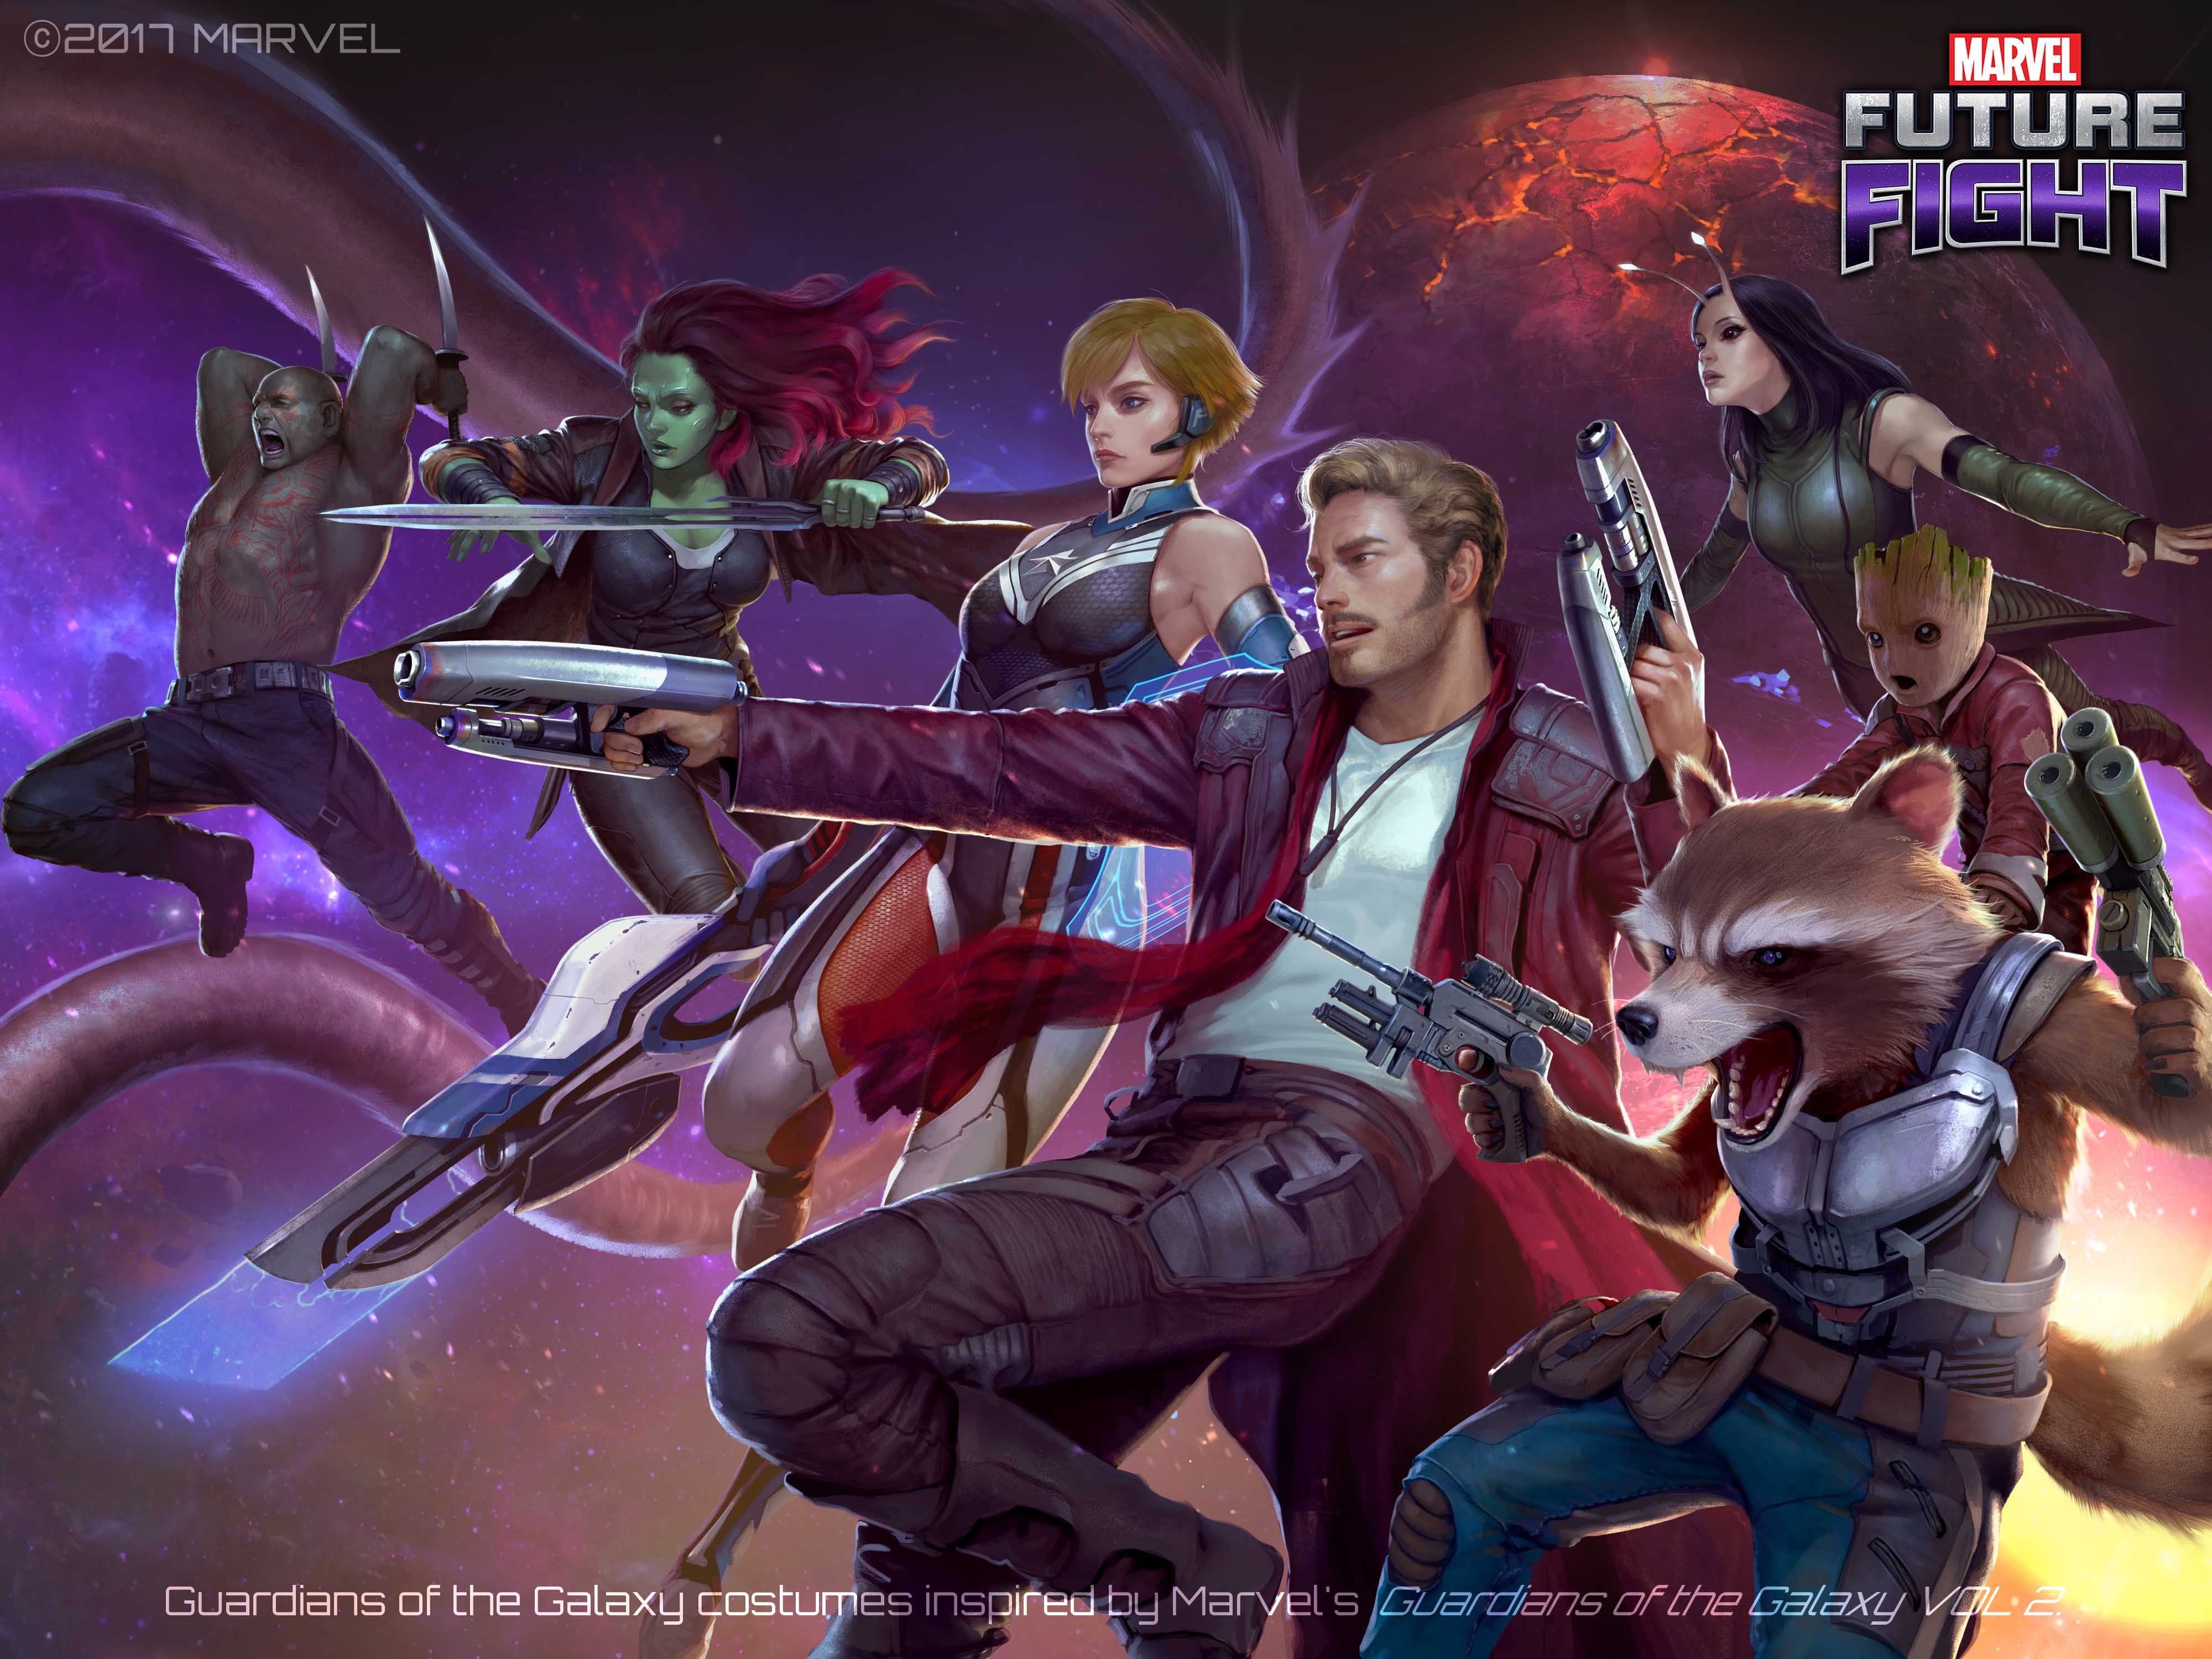 ©2017 MARVEL
MARVEL
FUTURE
FIGHT
Guardians of the Galaxy costumes inspired by Marvel's Guardians of the Galaxy VOL 2.